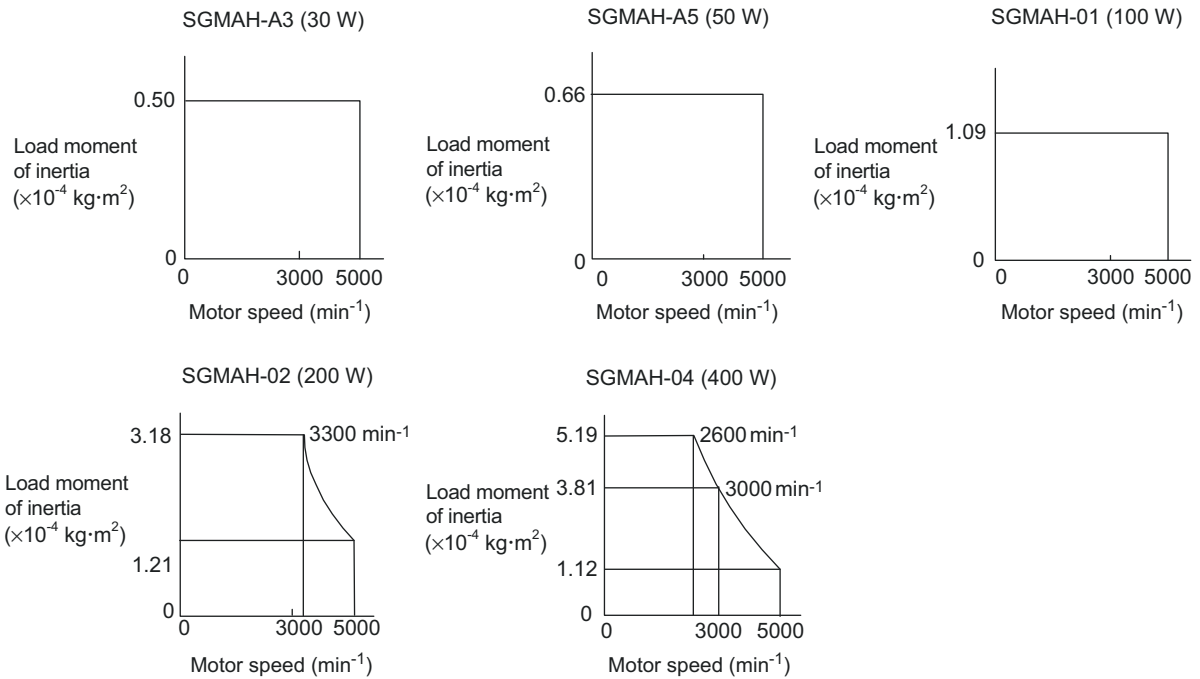 SGMAH-A3 (30 W)
0.50
Load moment
of inertia
(×10-4 kg·m2)
0
0 3000 5000
Motor speed (min-1)
SGMAH-A5 (50 W)
0.66
Load moment
of inertia
(×10-4 kg·m2)
0
0 3000 5000
Motor speed (min-1)
SGMAH-01 (100 W)
1.09
Load moment
of inertia
(×10-4 kg·m2)
0
0 3000 5000
Motor speed (min-1)
SGMAH-02 (200 W)
3.18
3300 min-1
Load moment
of inertia
(×10-4 kg·m2)
1.21
0
0 3000 5000
Motor speed (min-1)
SGMAH-04 (400 W)
5.19
2600 min-1
3.81
3000 min-1
Load moment
of inertia
(×10-4 kg·m2)
1.12
0
0 3000 5000
Motor speed (min-1)